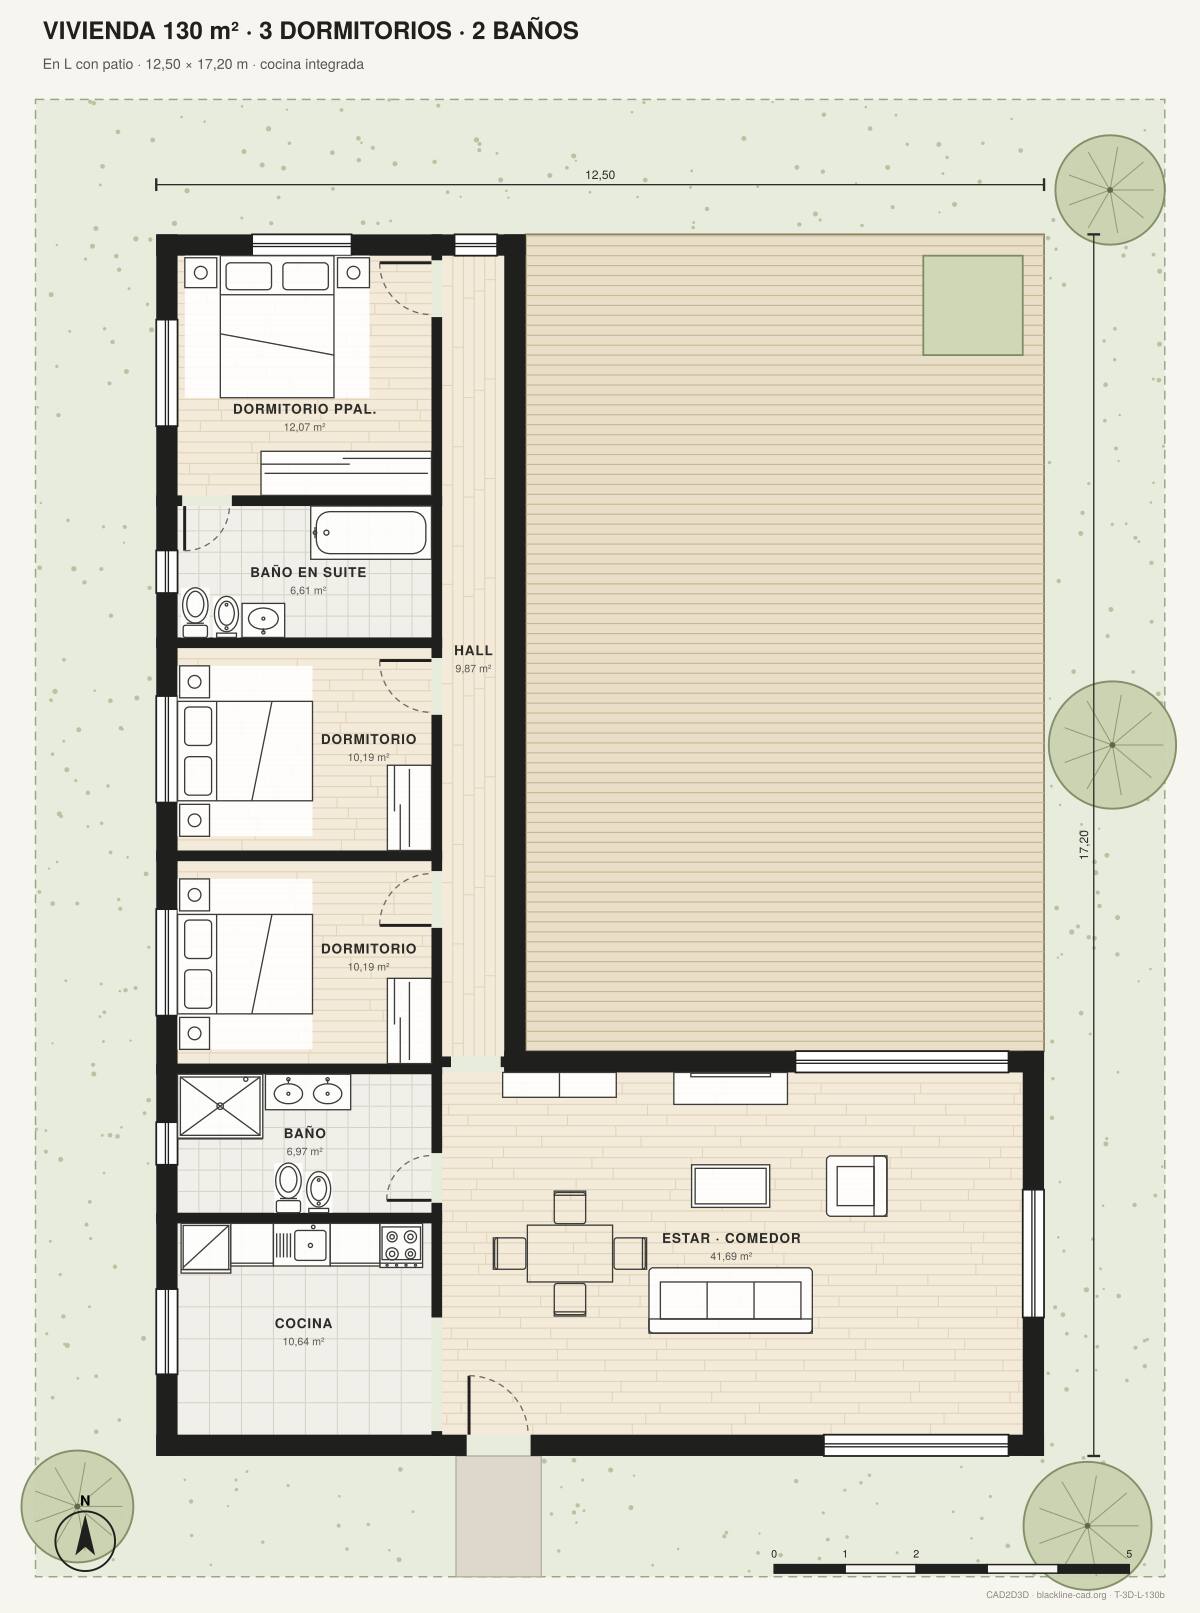 VIVIENDA 130 m² · 3 DORMITORIOS · 2 BAÑOS
En L con patio · 12,50 × 17,20 m · cocina integrada
12,50
DORMITORIO PPAL.
12,07 m²
BAÑO EN SUITE
6,61 m²
HALL
9,87 m²
DORMITORIO
10,19 m²
17,20
DORMITORIO
10,19 m²
BAÑO
6,97 m²
ESTAR · COMEDOR
41,69 m²
COCINA
10,64 m²
N
0 1 2 5
CAD2D3D · blackline-cad.org · T-3D-L-130b